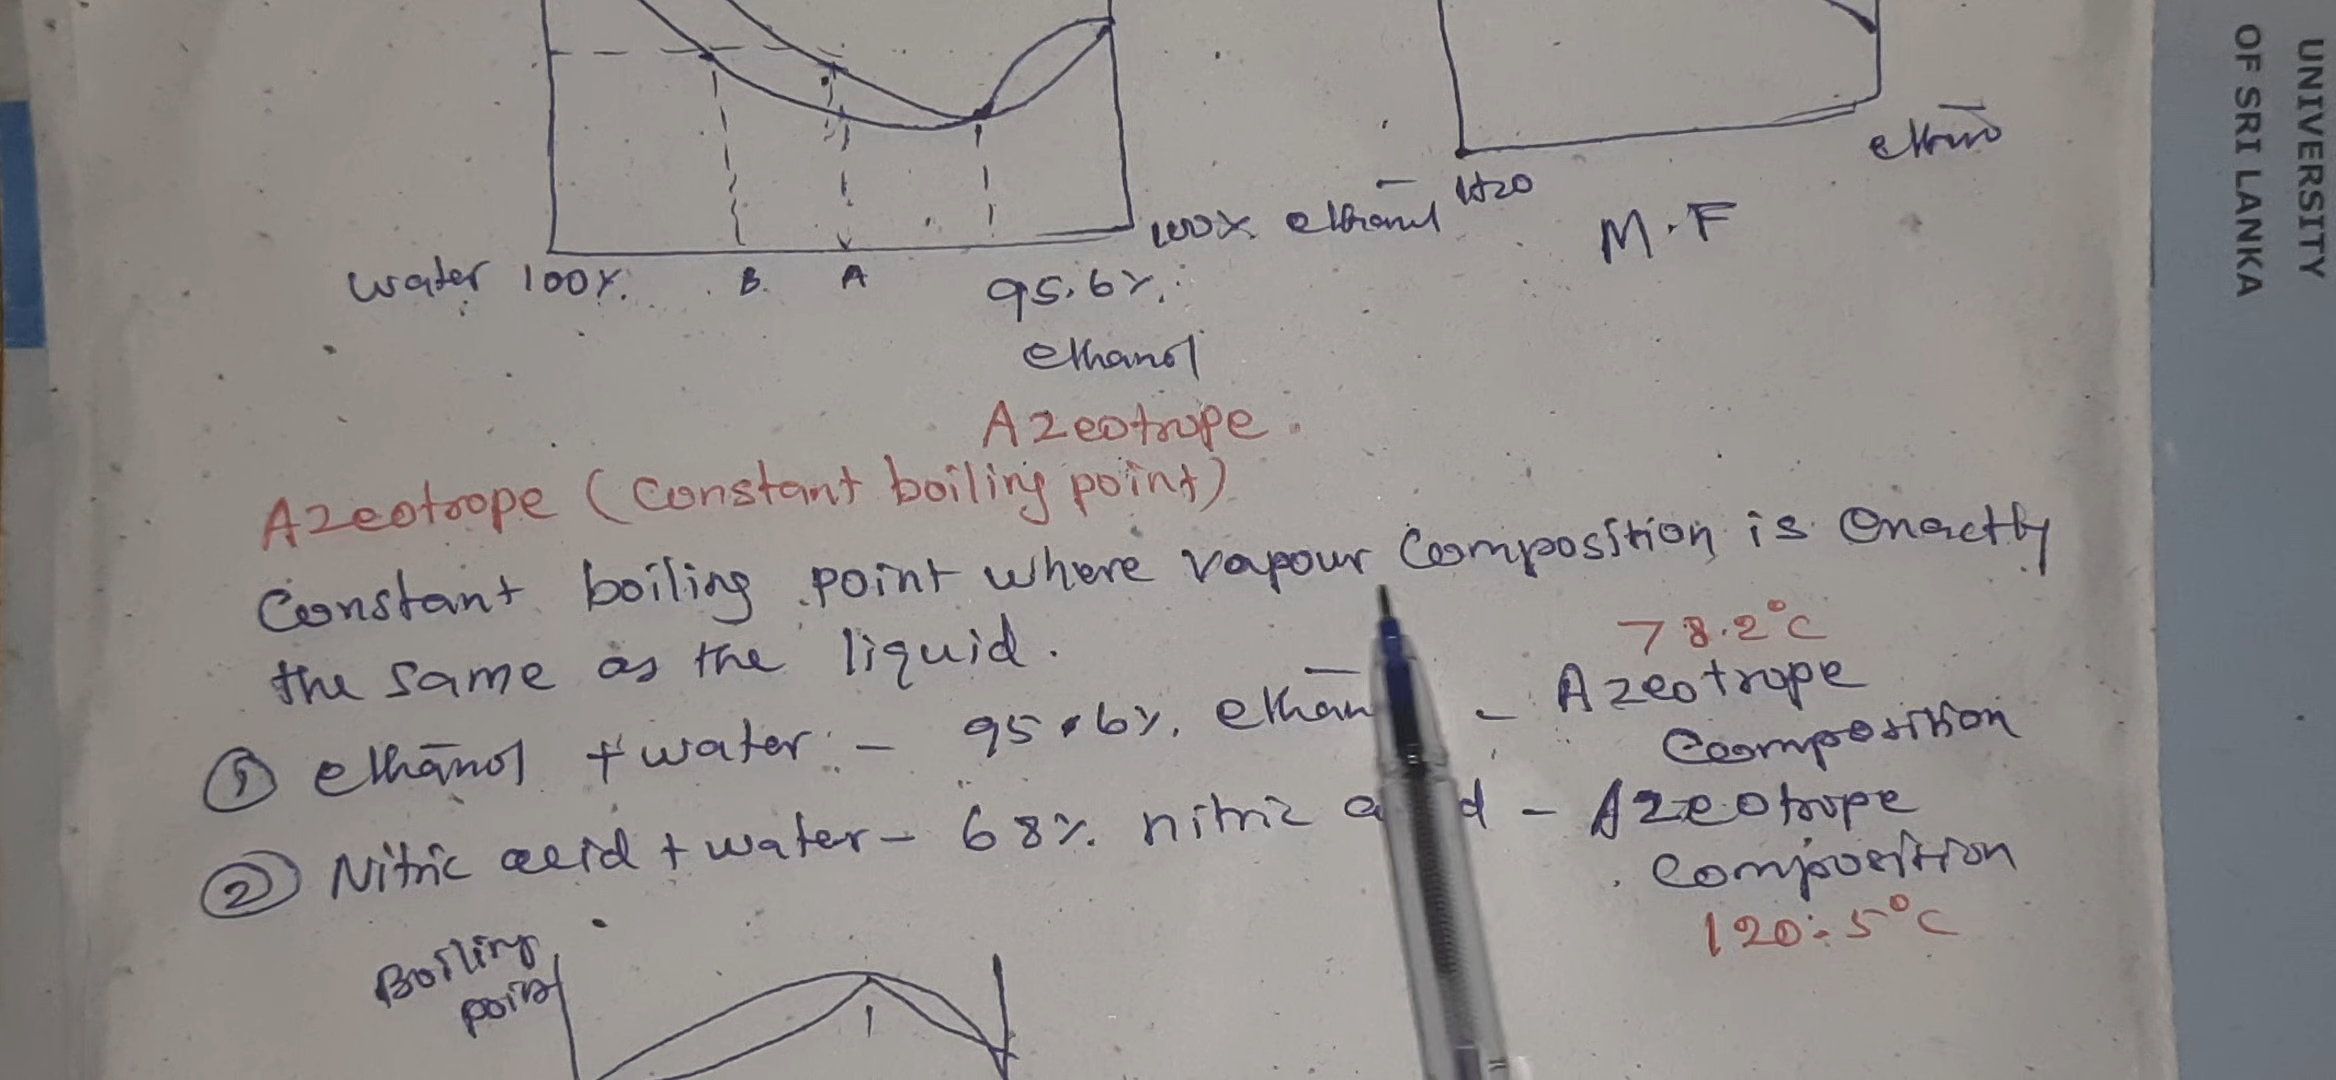 UNIVERSITY
OF SRI LANKA
H2O
M.F
100% ethanol
water 100%. B. A 95.6%.
ethanol
Azeotrope.
Azeotrope (Constant boiling point)
Constant boiling point where vapour Composition is Exactly
the same as the liquid.
78.2°C
① ethanol + water :- 95.6% - Azeotrope
Composition
② Nitric acid + water - 68% nitric - Azeotrope
Composition
120.5°C
Boiling
point